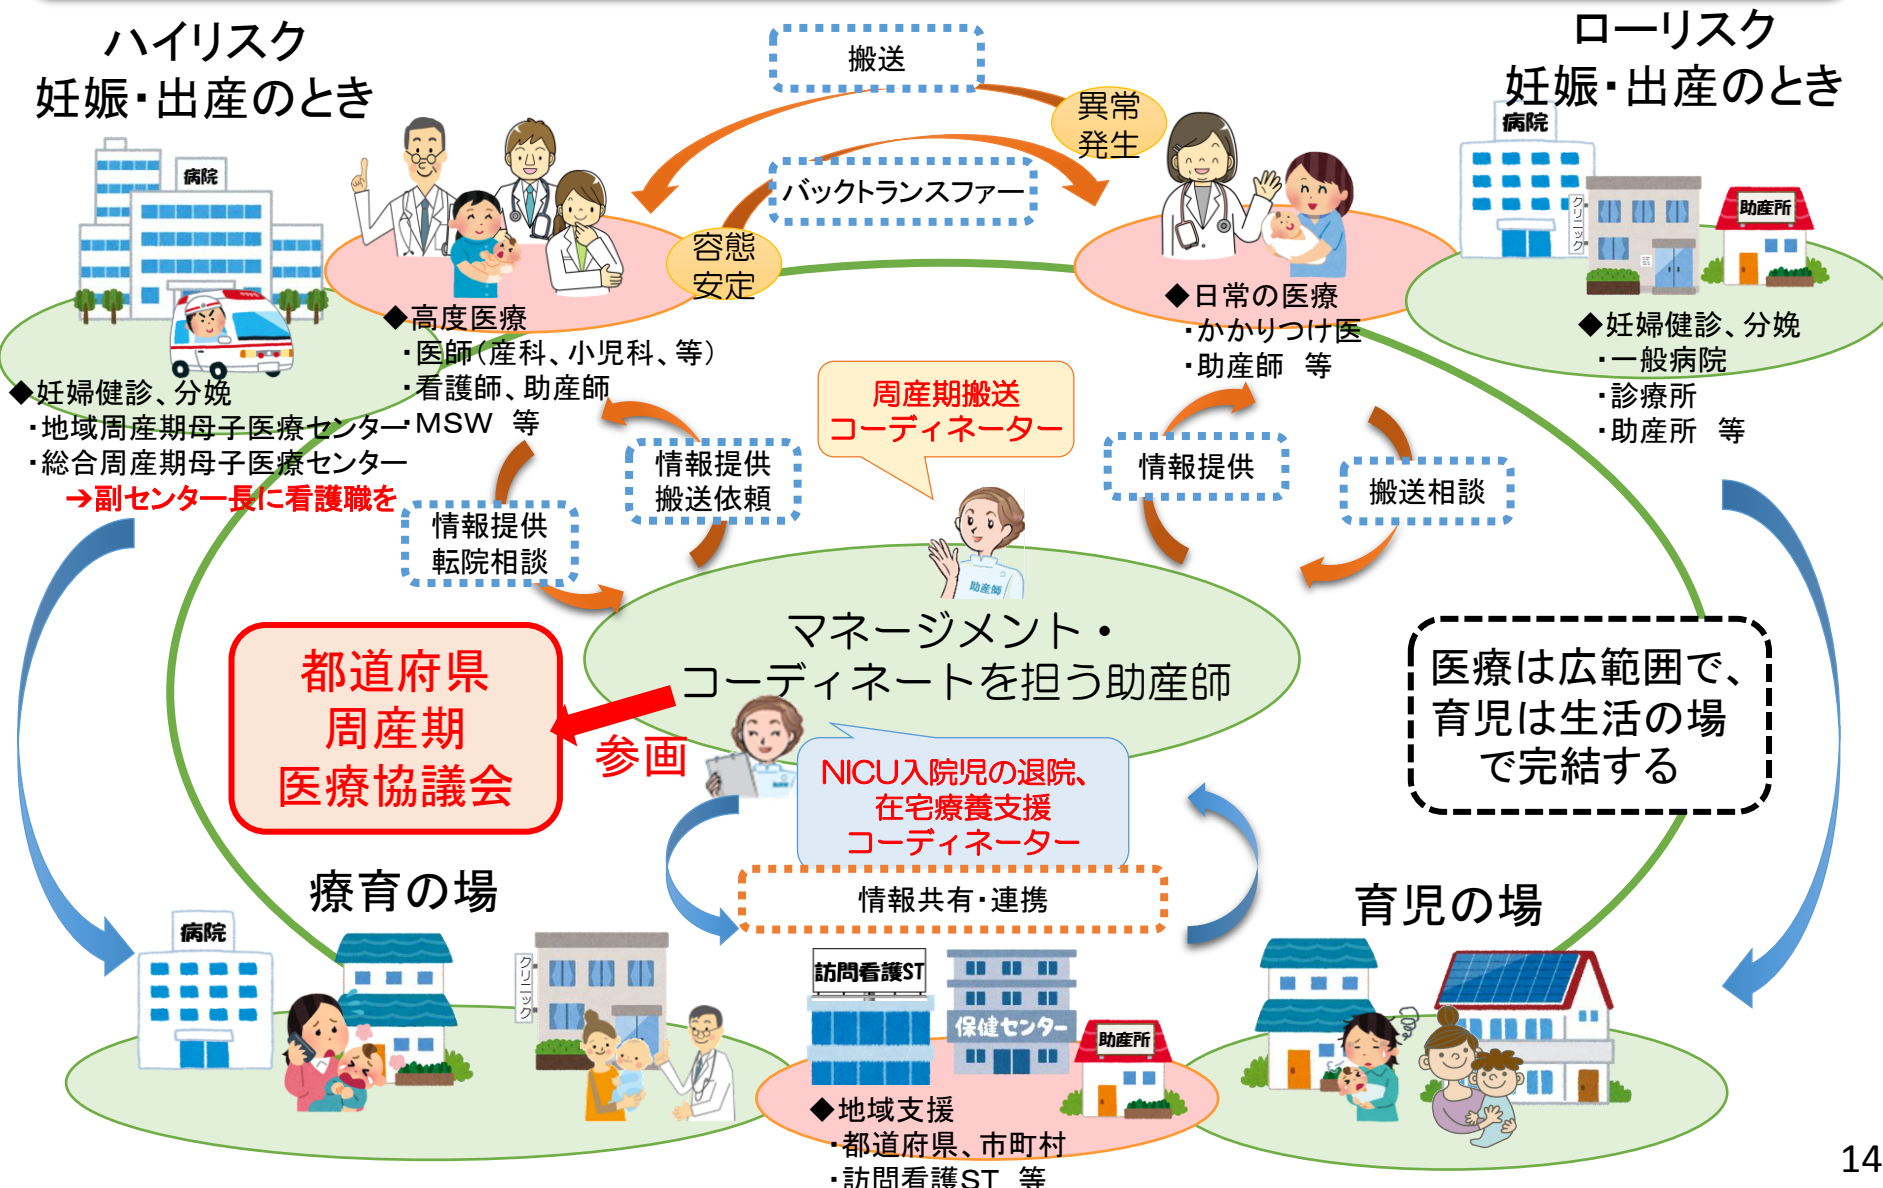 ハイリスク
妊娠・出産のとき
ローリスク
妊娠・出産のとき
搬送
異常
発生
バックトランスファー
容態
安定
病院
病院
クリニック
助産所
◆高度医療
・医師(産科、小児科、等)
・看護師、助産師
・MSW 等
◆日常の医療
・かかりつけ医
・助産師 等
◆妊婦健診、分娩
・一般病院
・診療所
・助産所 等
◆妊婦健診、分娩
・地域周産期母子医療センター
・総合周産期母子医療センター
➔副センター長に看護職を
周産期搬送
コーディネーター
情報提供
搬送依頼
情報提供
転院相談
情報提供
搬送相談
助産師
マネージメント・
コーディネートを担う助産師
都道府県
周産期
医療協議会
参画
医療は広範囲で、
育児は生活の場
で完結する
NICU入院児の退院、
在宅療養支援
コーディネーター
情報共有・連携
療育の場
育児の場
病院
クリニック
訪問看護ST
保健センター
助産所
◆地域支援
・都道府県、市町村
・訪問看護ST 等
14